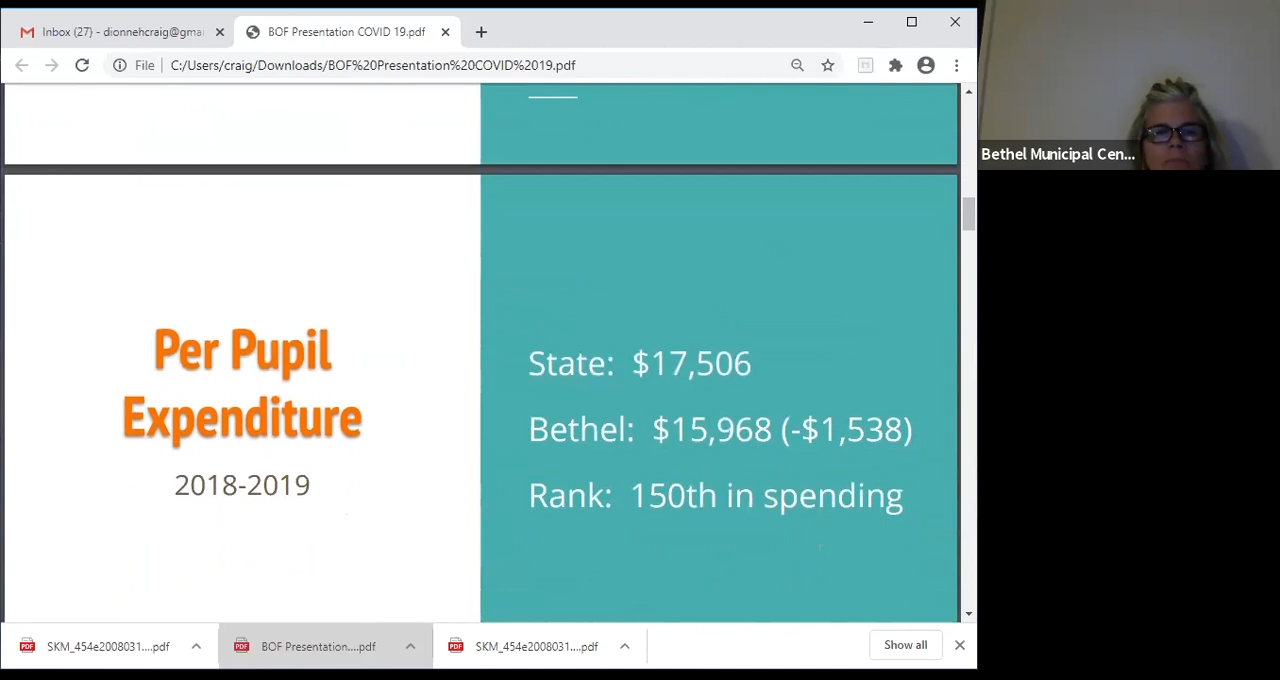 Inbox (27) - dionnehcraig@gmai
BOF Presentation COVID 19.pdf
File | C:/Users/craig/Downloads/BOF%20Presentation%20COVID%2019.pdf
Bethel Municipal Cen...
Per Pupil
Expenditure
2018-2019
State: $17,506
Bethel: $15,968 (-$1,538)
Rank: 150th in spending
SKM_454e2008031....pdf
BOF Presentation....pdf
SKM_454e2008031....pdf
Show all